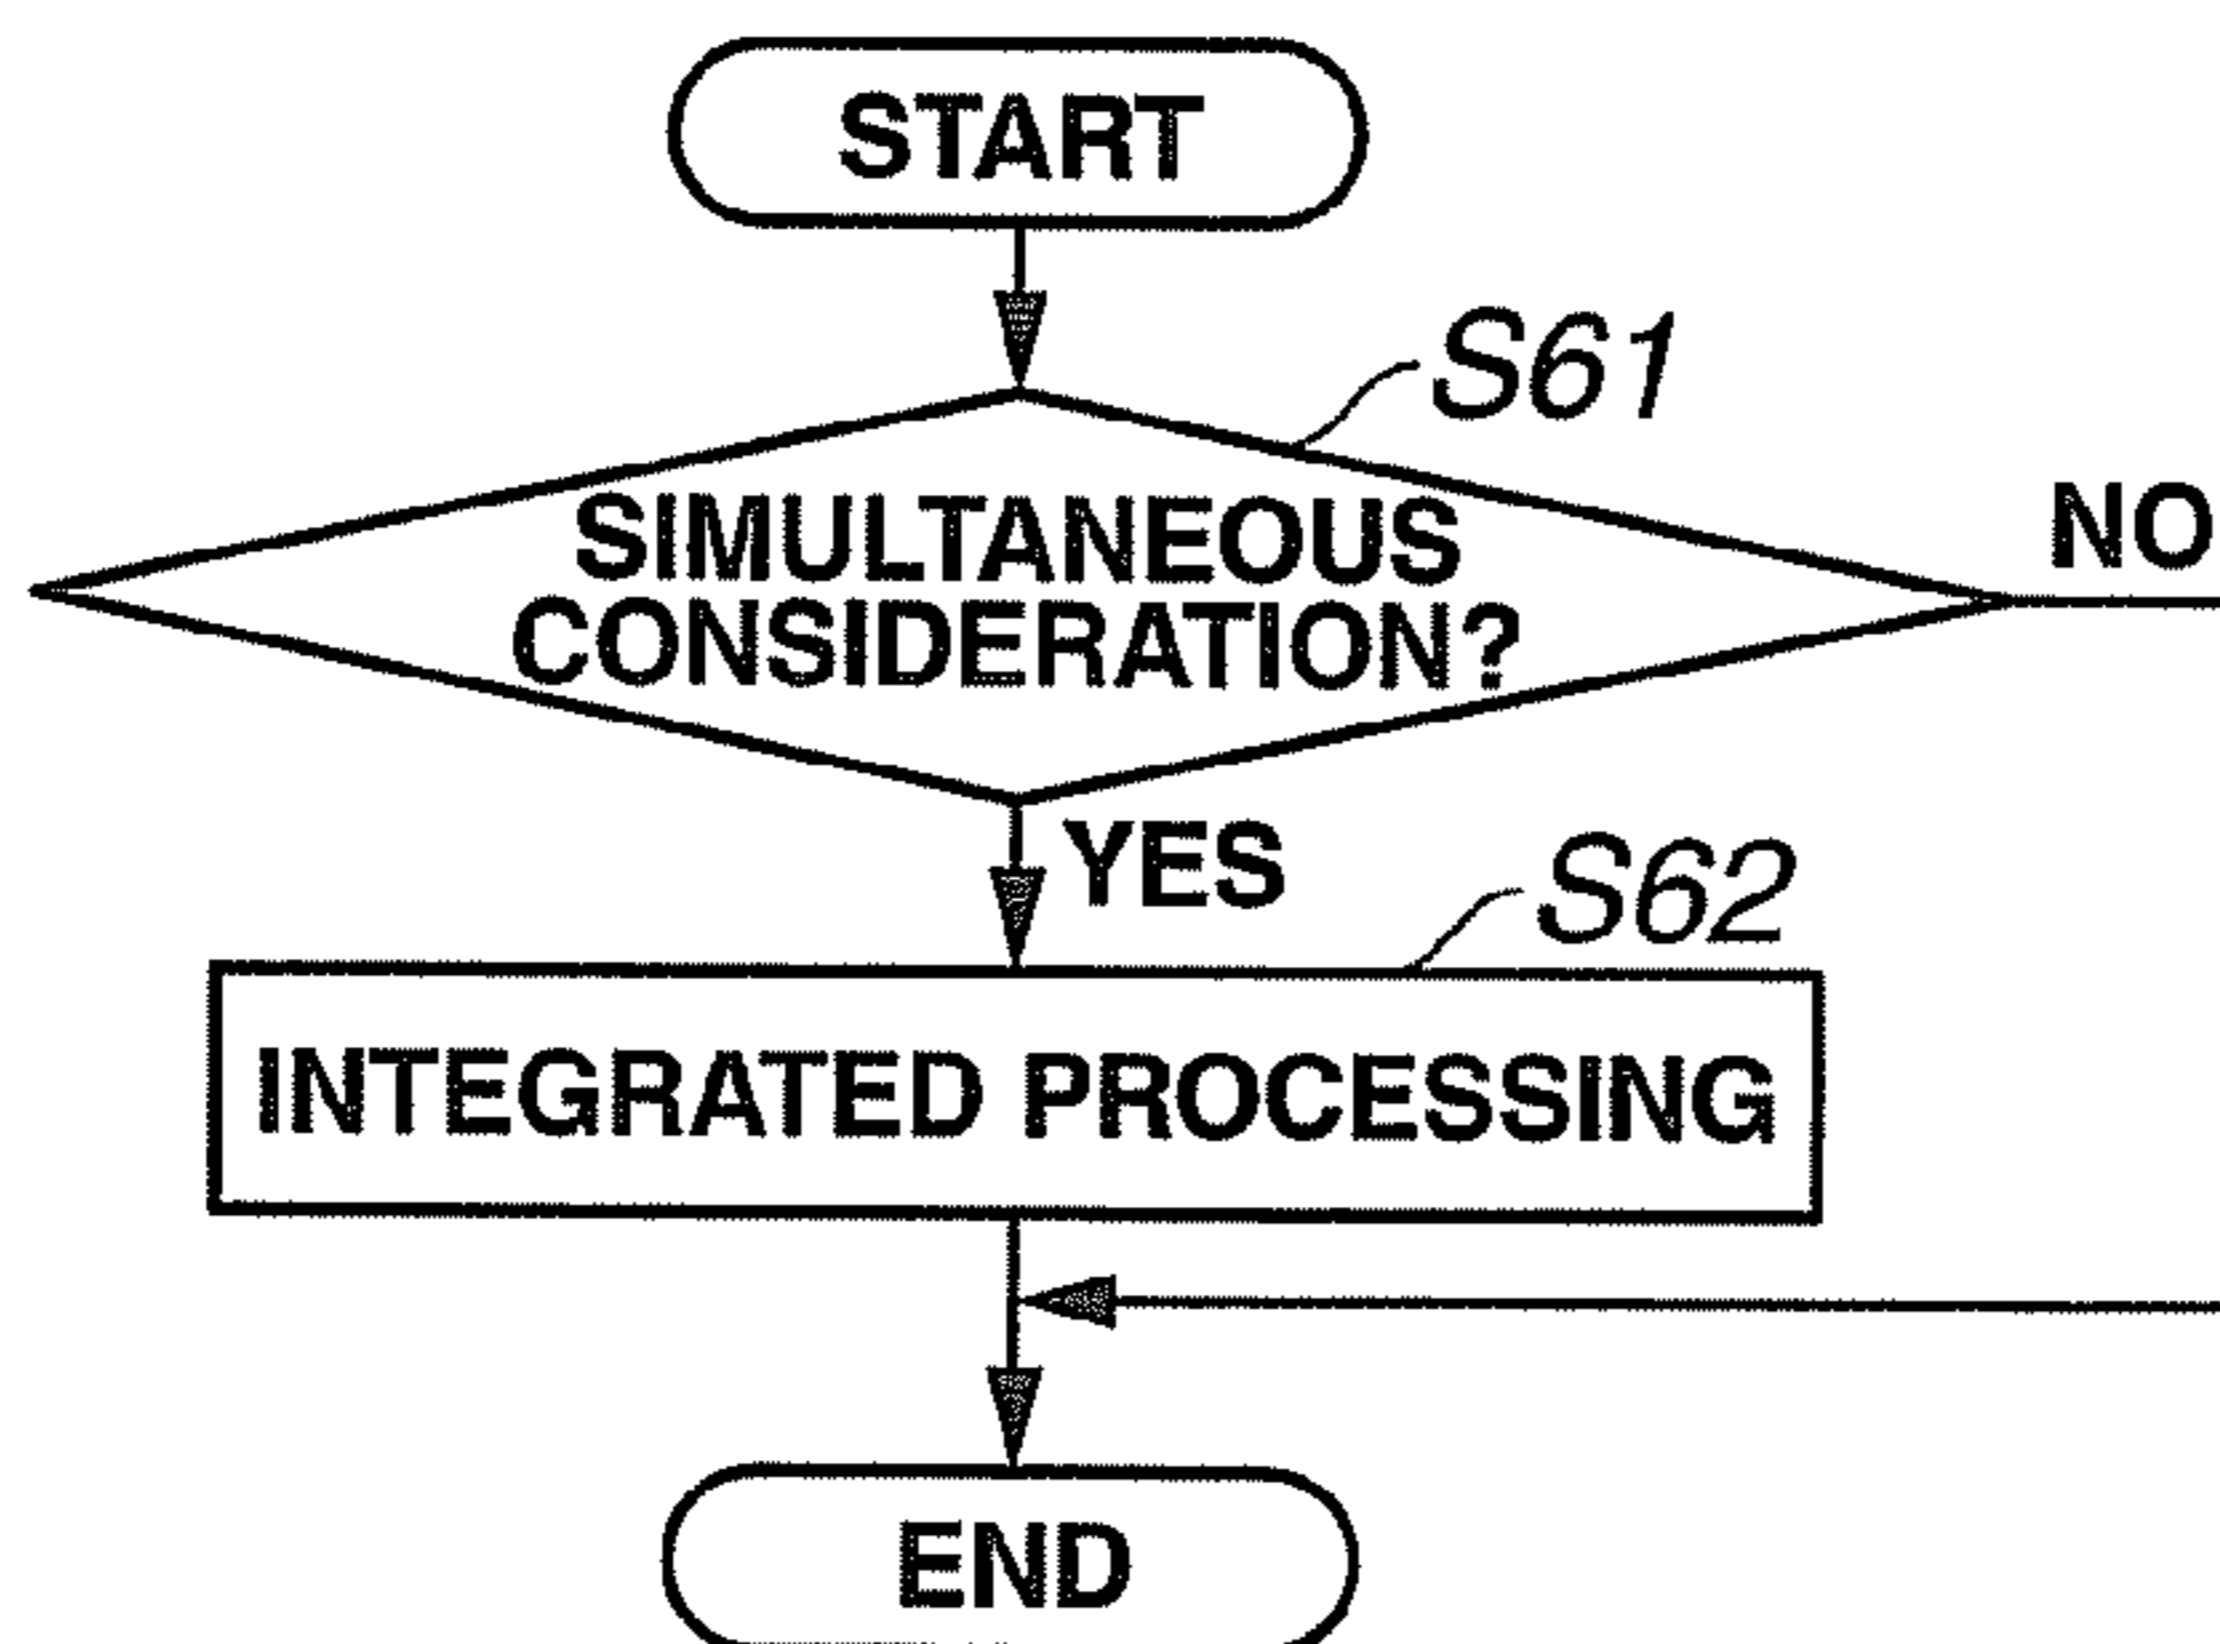 START
S61
SIMULTANEOUS
CONSIDERATION?
NO
YES
S62
INTEGRATED PROCESSING
END